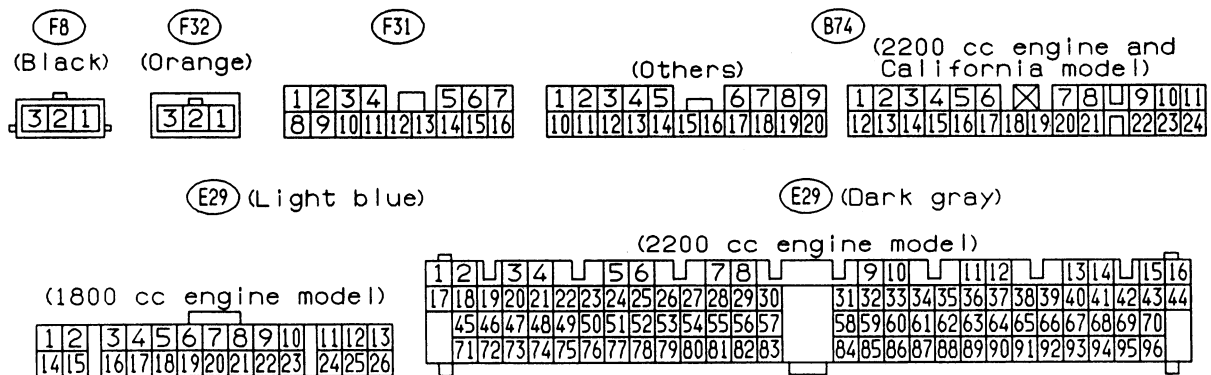 F8 F32 F31 B74
(Black) (Orange) (Others) (2200 cc engine and California model)
3 2 1
3 2 1
1 2 3 4 5 6 7
8 9 10 11 12 13 14 15 16
1 2 3 4 5 6 7 8 9
10 11 12 13 14 15 16 17 18 19 20
1 2 3 4 5 6 7 8 9 10 11
12 13 14 15 16 17 18 19 20 21 22 23 24
E29 (Light blue)
E29 (Dark gray)
(1800 cc engine model)
1 2 3 4 5 6 7 8 9 10 11 12 13
14 15 16 17 18 19 20 21 22 23 24 25 26
(2200 cc engine model)
1 2 3 4 5 6 7 8 9 10 11 12 13 14 15 16
17 18 19 20 21 22 23 24 25 26 27 28 29 30 31 32 33 34 35 36 37 38 39 40 41 42 43 44
45 46 47 48 49 50 51 52 53 54 55 56 57 58 59 60 61 62 63 64 65 66 67 68 69 70
71 72 73 74 75 76 77 78 79 80 81 82 83 84 85 86 87 88 89 90 91 92 93 94 95 96